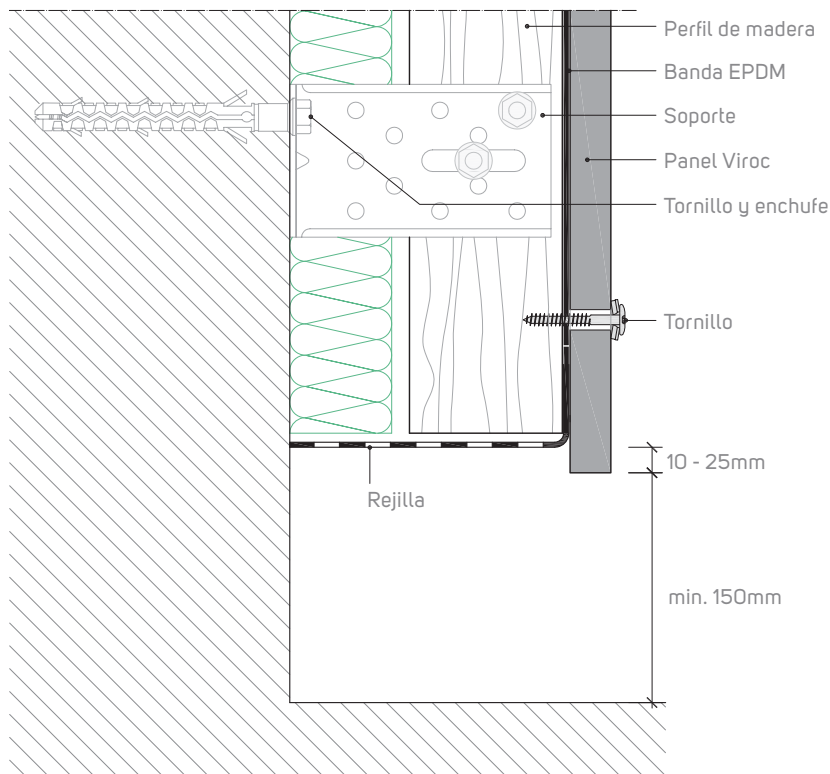 Perfil de madera
Banda EPDM
Soporte
Panel Viroc
Tornillo y enchufe
Tornillo
10 - 25mm
Rejilla
min. 150mm